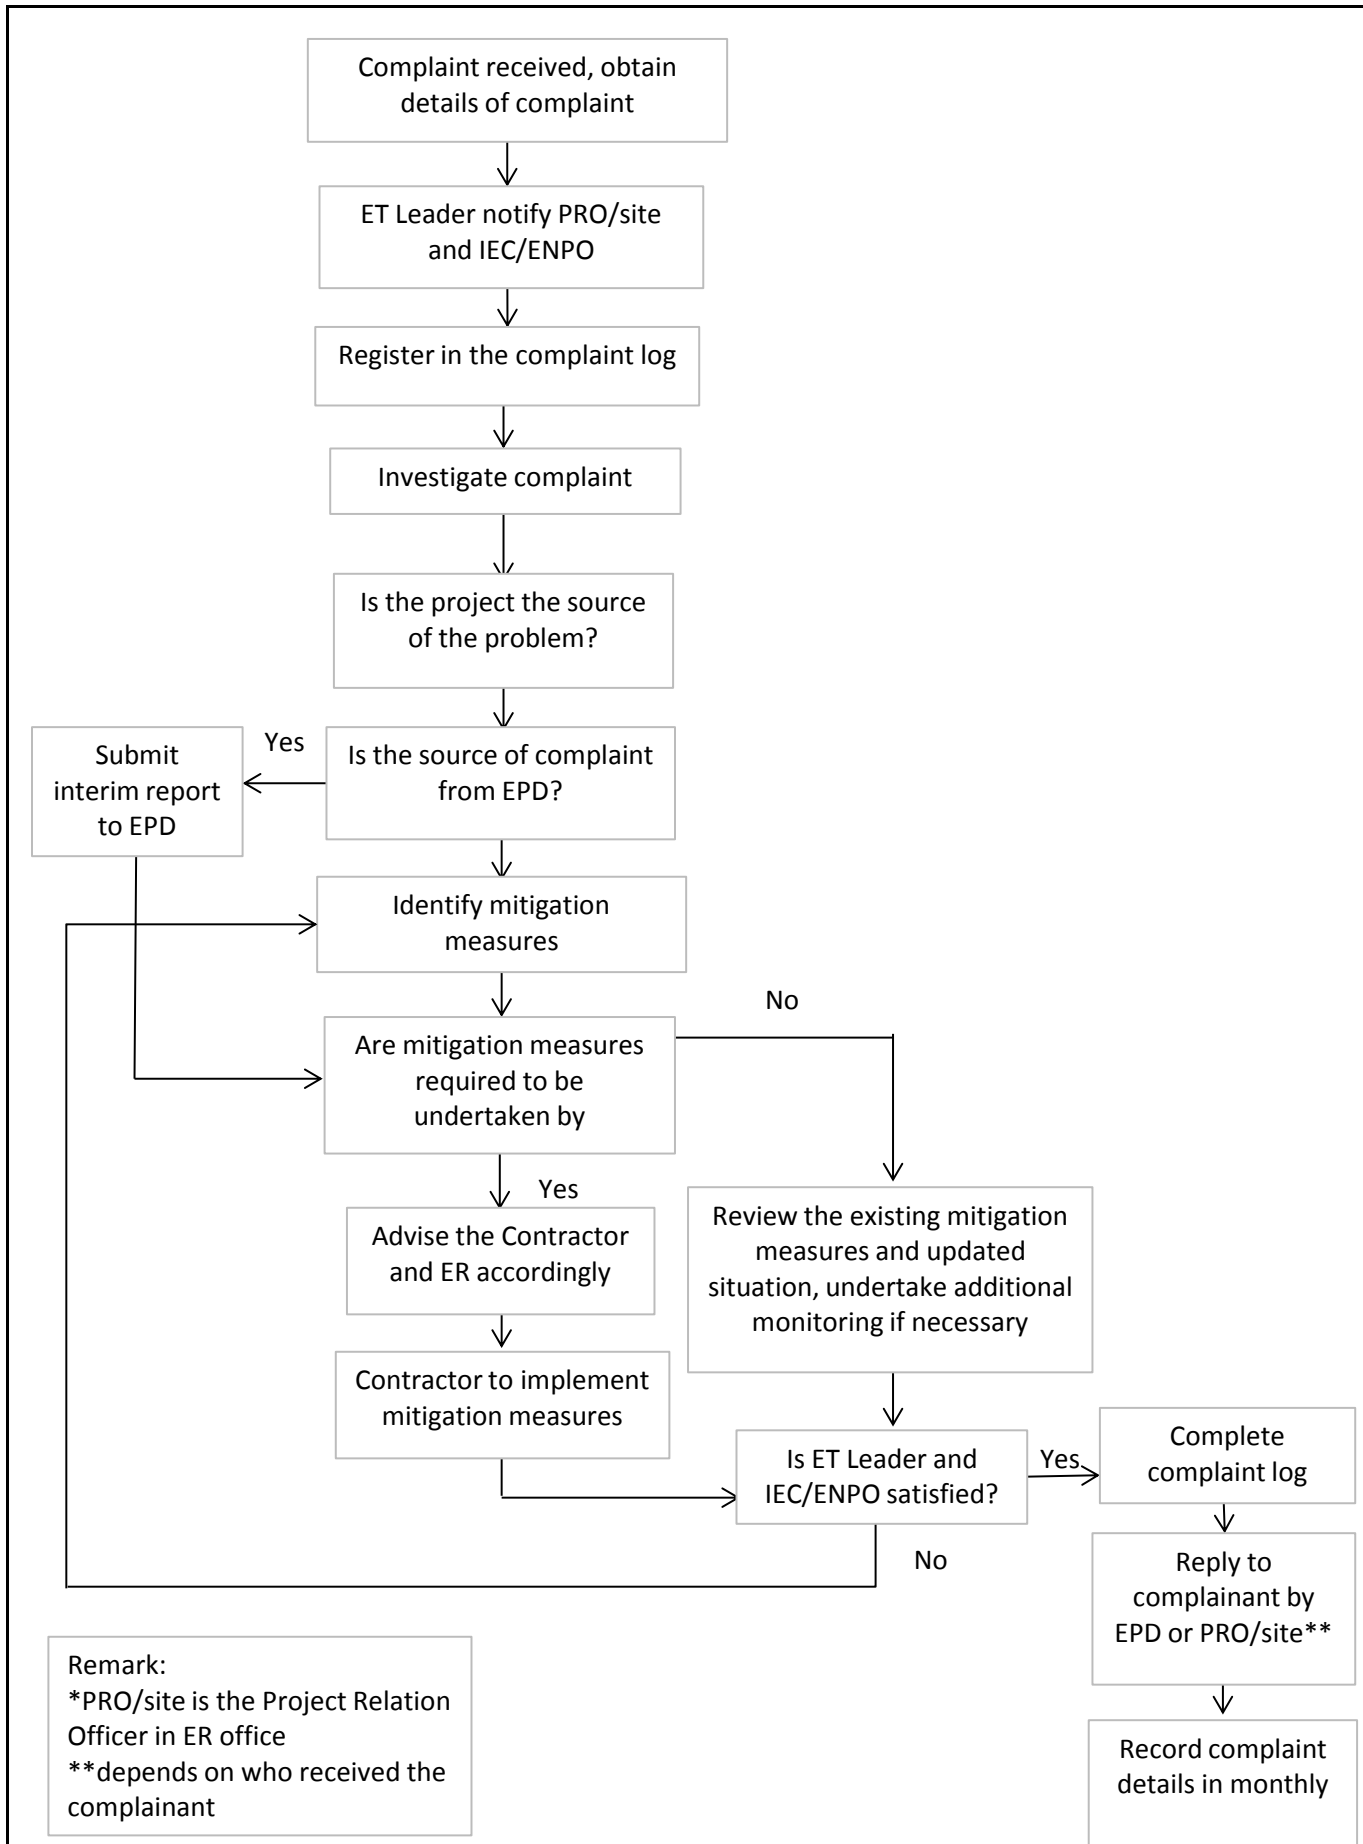 Complaint received, obtain
details of complaint
ET Leader notify PRO/site
and IEC/ENPO
Register in the complaint log
Investigate complaint
Is the project the source
of the problem?
Submit
interim report
to EPD
Yes
Is the source of complaint
from EPD?
Identify mitigation
measures
No
Are mitigation measures
required to be
undertaken by
Yes
Advise the Contractor
and ER accordingly
Review the existing mitigation
measures and updated
situation, undertake additional
monitoring if necessary
Contractor to implement
mitigation measures
Is ET Leader and
IEC/ENPO satisfied?
Yes
Complete
complaint log
No
Reply to
complainant by
EPD or PRO/site**
Remark:
*PRO/site is the Project Relation
Officer in ER office
**depends on who received the
complainant
Record complaint
details in monthly